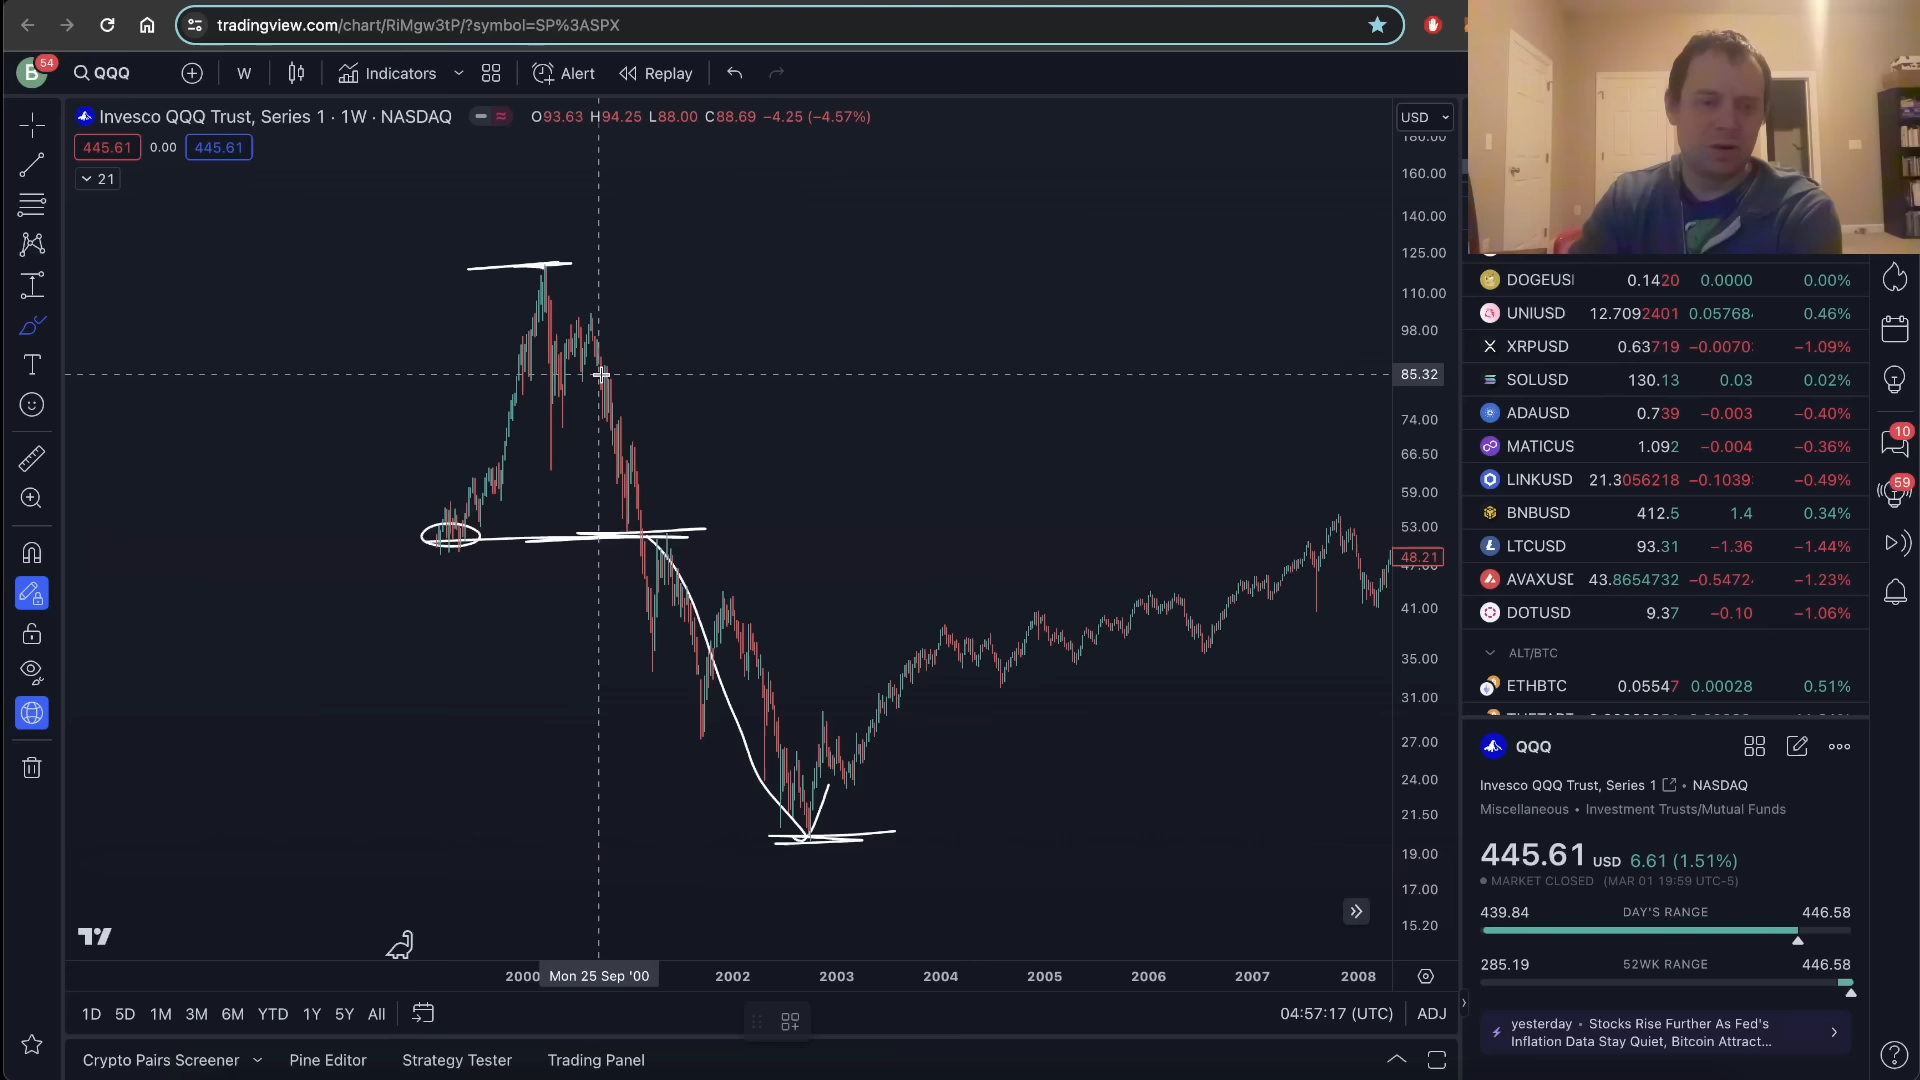 tradingview.com/chart/RiMgw3tP/?symbol=SP%3ASPX
B 54 QQQ W Indicators Alert Replay
Invesco QQQ Trust, Series 1 · 1W · NASDAQ O93.63 H94.25 L88.00 C88.69 −4.25 (−4.57%) USD
445.61 0.00 445.61
21
160.00
140.00
125.00
110.00
98.00
85.32
74.00
66.50
59.00
53.00
48.21
41.00
35.00
31.00
27.00
24.00
21.50
19.00
17.00
15.20
2000 Mon 25 Sep '00 2002 2003 2004 2005 2006 2007 2008
1D 5D 1M 3M 6M YTD 1Y 5Y All 04:57:17 (UTC) ADJ
Crypto Pairs Screener Pine Editor Strategy Tester Trading Panel
DOGEUSI 0.1420 0.0000 0.00%
UNIUSD 12.7092401 0.05768 0.46%
XRPUSD 0.63719 −0.0070 −1.09%
SOLUSD 130.13 0.03 0.02%
ADAUSD 0.739 −0.003 −0.40%
MATICUS 1.092 −0.004 −0.36%
LINKUSD 21.3056218 −0.1039 −0.49%
BNBUSD 412.5 1.4 0.34%
LTCUSD 93.31 −1.36 −1.44%
AVAXUSD 43.8654732 −0.5472 −1.23%
DOTUSD 9.37 −0.10 −1.06%
ALT/BTC
ETHBTC 0.05547 0.00028 0.51%
10
59
QQQ
Invesco QQQ Trust, Series 1 • NASDAQ
Miscellaneous • Investment Trusts/Mutual Funds
445.61 USD 6.61 (1.51%)
MARKET CLOSED (MAR 01 19:59 UTC-5)
439.84 DAY'S RANGE 446.58
285.19 52WK RANGE 446.58
yesterday • Stocks Rise Further As Fed's
Inflation Data Stay Quiet, Bitcoin Attract...